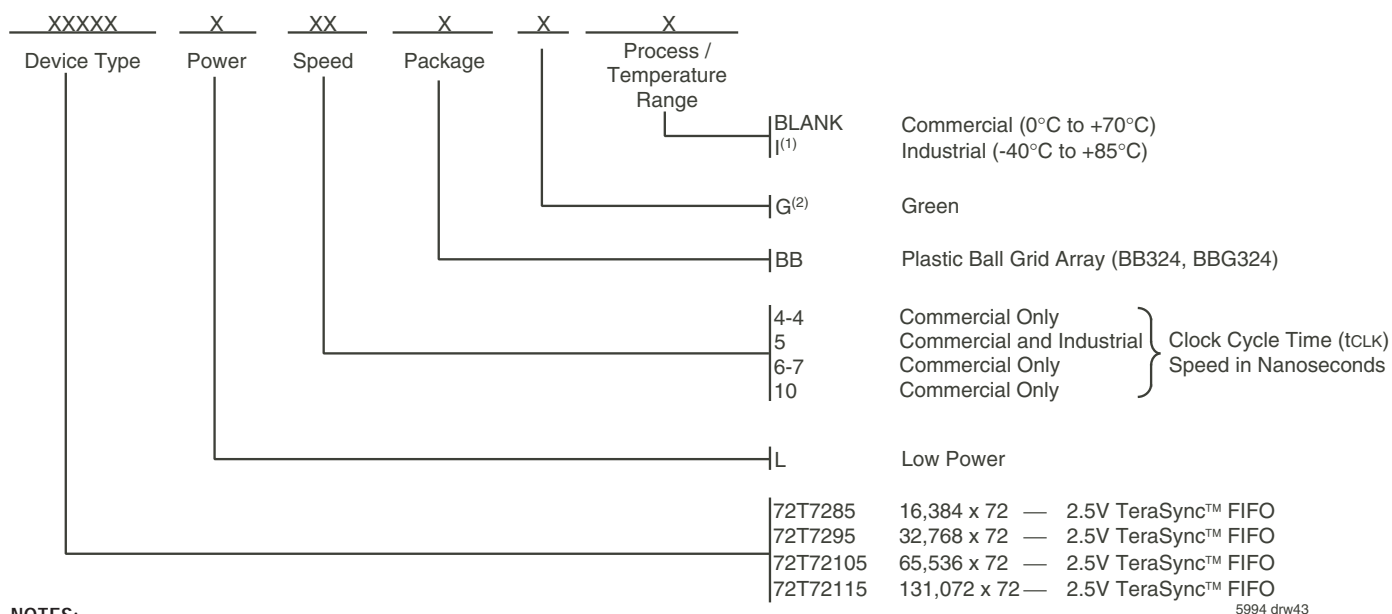 XXXXX X XX X X X
Device Type Power Speed Package Process /
Temperature
Range
BLANK Commercial (0°C to +70°C)
I(1) Industrial (-40°C to +85°C)
G(2) Green
BB Plastic Ball Grid Array (BB324, BBG324)
4-4 Commercial Only
5 Commercial and Industrial Clock Cycle Time (tCLK)
6-7 Commercial Only Speed in Nanoseconds
10 Commercial Only
L Low Power
72T7285 16,384 x 72 — 2.5V TeraSync™ FIFO
72T7295 32,768 x 72 — 2.5V TeraSync™ FIFO
72T72105 65,536 x 72 — 2.5V TeraSync™ FIFO
72T72115 131,072 x 72 — 2.5V TeraSync™ FIFO
NOTES: 5994 drw43